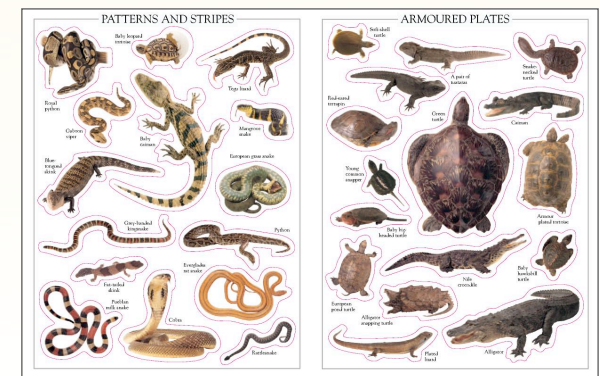 PATTERNS AND STRIPES
Baby leopard
tortoise
Tegu lizard
Royal
python
Gaboon
viper
Baby
caiman
Mangrove
snake
Blue-
tongued
skink
European grass snake
Grey-banded
kingsnake
Python
Fat-tailed
skink
Everglades
rat snake
Pueblan
milk snake
Cobra
Rattlesnake
ARMOURED PLATES
Soft-shell
turtle
Snake-
necked
turtle
A pair of
tuataras
Red-eared
terrapin
Green
turtle
Caiman
Young
common
snapper
plated tortoise
Baby big
headed turtle
Nile
crocodile
Baby
hawksbill
turtle
European
pond turtle
Alligator
snapping turtle
Plated
lizard
Alligator